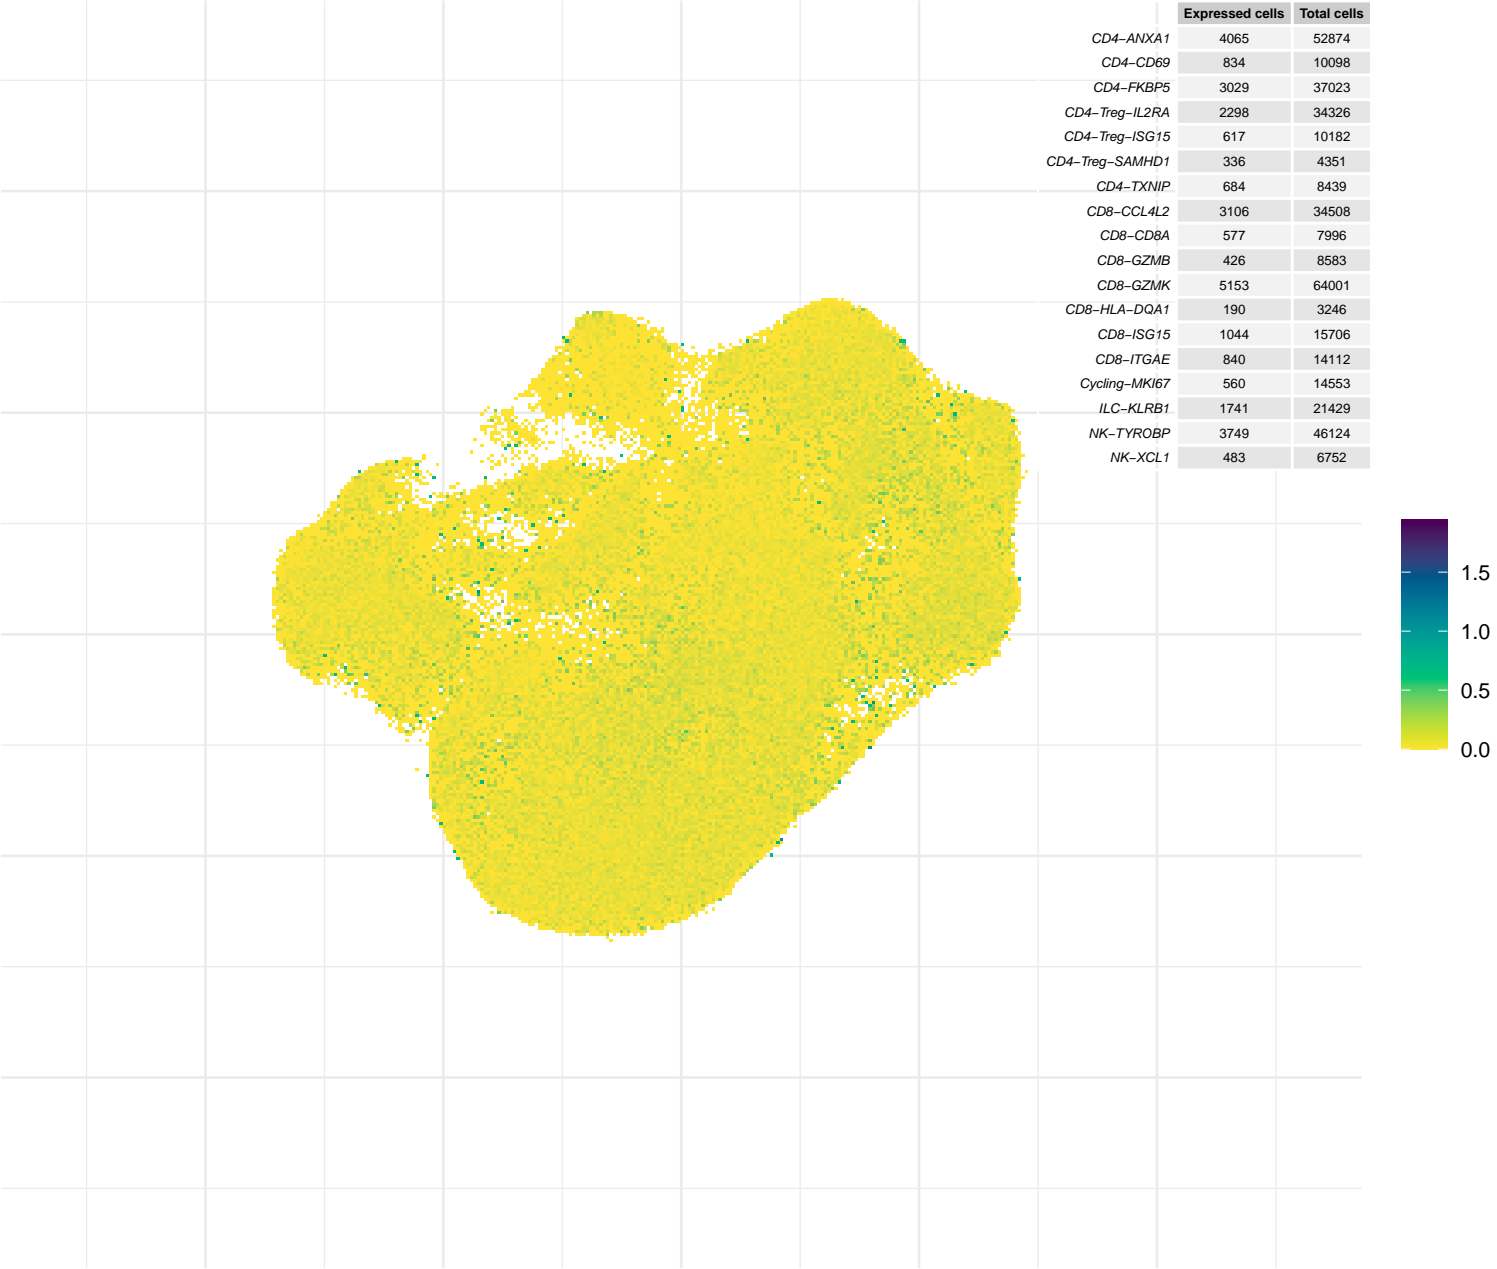 Expressed cells Total cells
CD4−ANXA1 4065 52874
CD4−CD69 834 10098
CD4−FKBP5 3029 37023
CD4−Treg−IL2RA 2298 34326
CD4−Treg−ISG15 617 10182
CD4−Treg−SAMHD1 336 4351
CD4−TXNIP 684 8439
CD8−CCL4L2 3106 34508
CD8−CD8A 577 7996
CD8−GZMB 426 8583
CD8−GZMK 5153 64001
CD8−HLA−DQA1 190 3246
CD8−ISG15 1044 15706
CD8−ITGAE 840 14112
Cycling−MKI67 560 14553
ILC−KLRB1 1741 21429
NK−TYROBP 3749 46124
NK−XCL1 483 6752
1.5
1.0
0.5
0.0